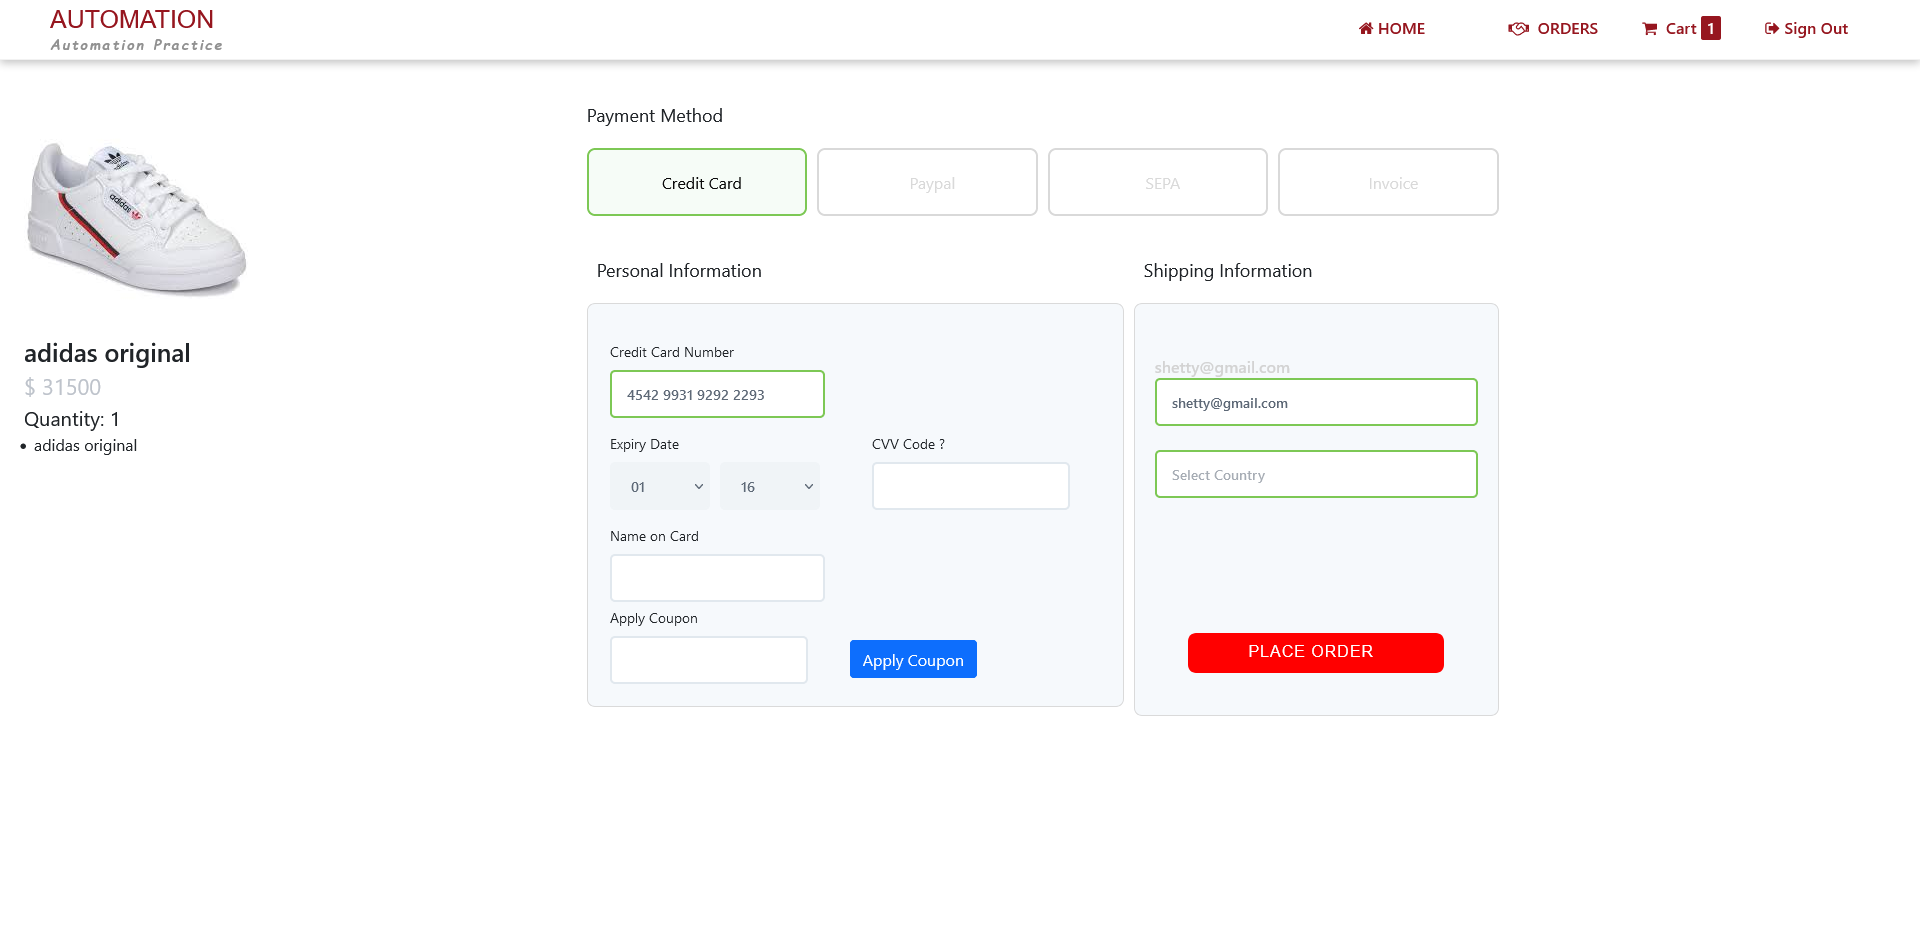 AUTOMATION
Automation Practice
HOME
ORDERS
Cart 1
Sign Out
adidas
adidas
adidas original
$ 31500
Quantity: 1
• adidas original
Payment Method
Credit Card
Paypal
SEPA
Invoice
Personal Information
Credit Card Number
4542 9931 9292 2293
Expiry Date
CVV Code ?
01
16
Name on Card
Apply Coupon
Apply Coupon
Shipping Information
shetty@gmail.com
shetty@gmail.com
Select Country
PLACE ORDER